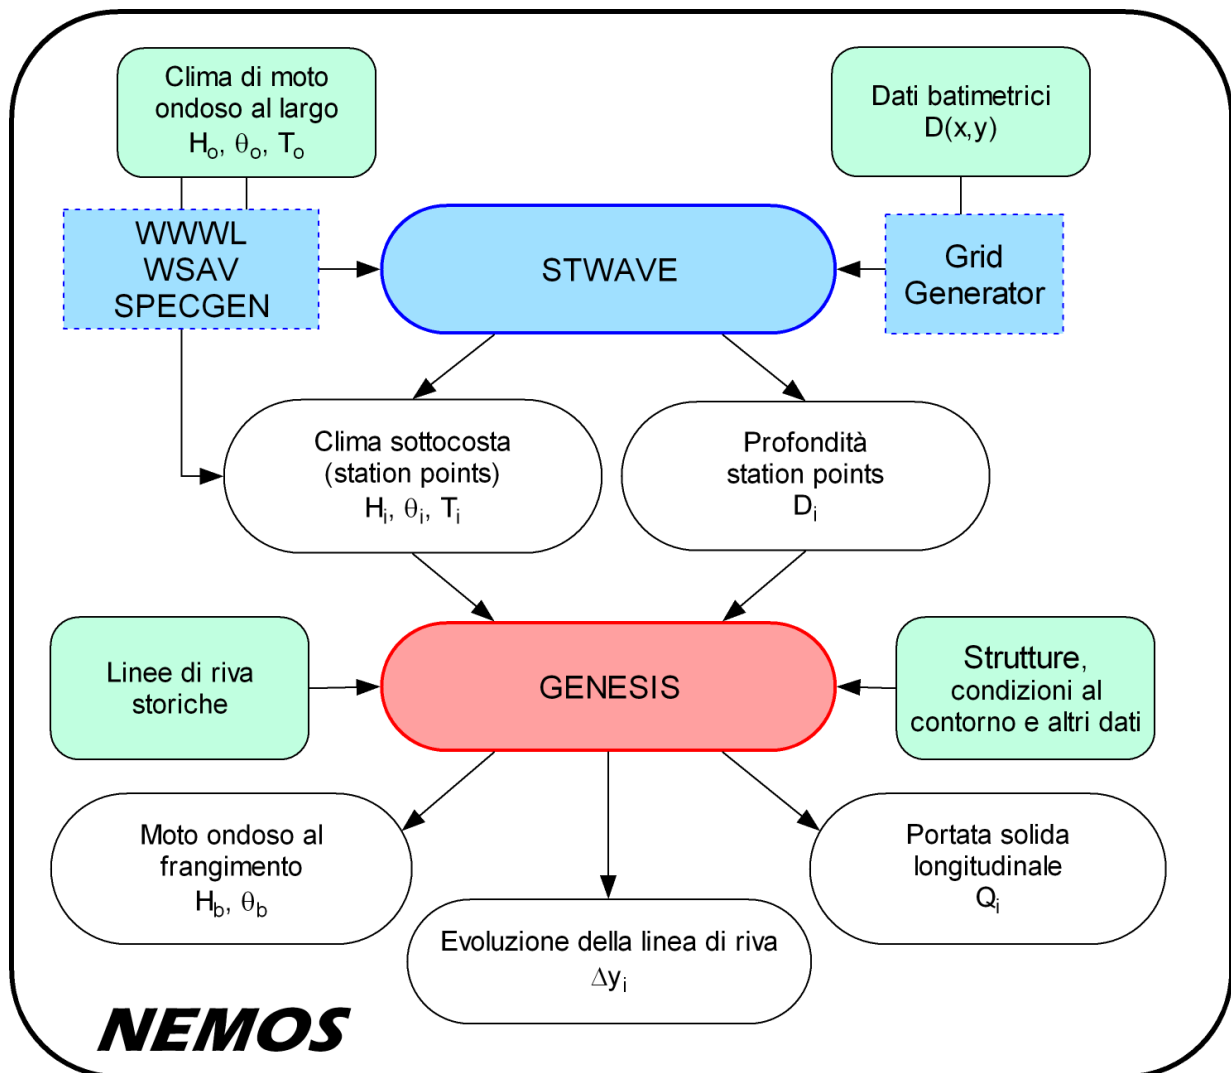 Clima di moto
ondoso al largo
Ho, θo, To
Dati batimetrici
D(x,y)
WWWL
WSAV
SPECGEN
STWAVE
Grid
Generator
Clima sottocosta
(station points)
Hi, θi, Ti
Profondità
station points
Di
Linee di riva
storiche
GENESIS
Strutture,
condizioni al
contorno e altri dati
Moto ondoso al
frangimento
Hb, θb
Evoluzione della linea di riva
Δyi
Portata solida
longitudinale
Qi
NEMOS